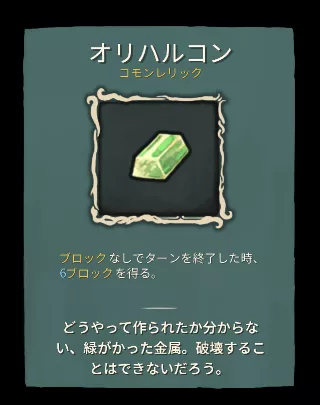 オリハルコン
コモンレリック
ブロックなしでターンを終了した時、
6ブロックを得る。
どうやって作られたか分からな
い、緑がかった金属。破壊するこ
とはできないだろう。